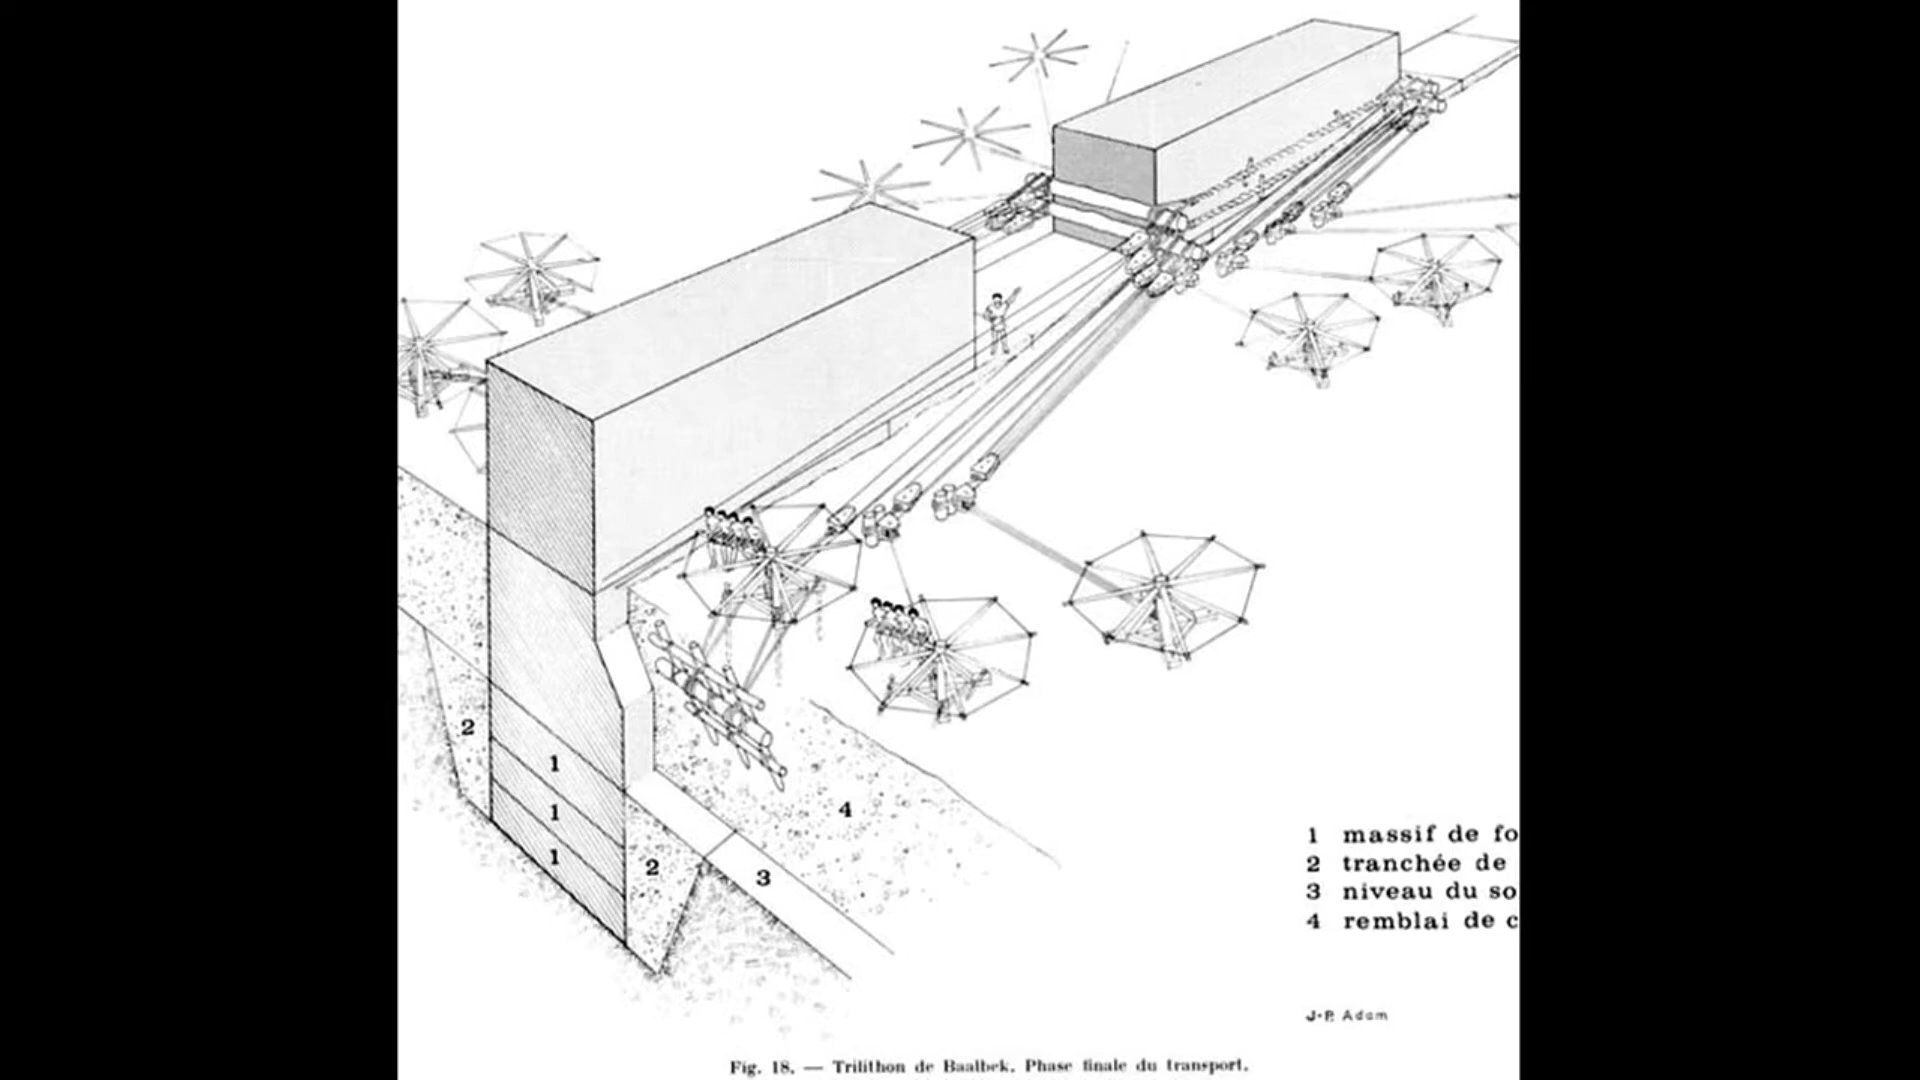 2
1
1
1
2
3
4
1 massif de fo
2 tranchée de
3 niveau du so
4 remblai de c
J-P. Adam
Fig. 18. — Trilithon de Baalbek. Phase finale du transport.